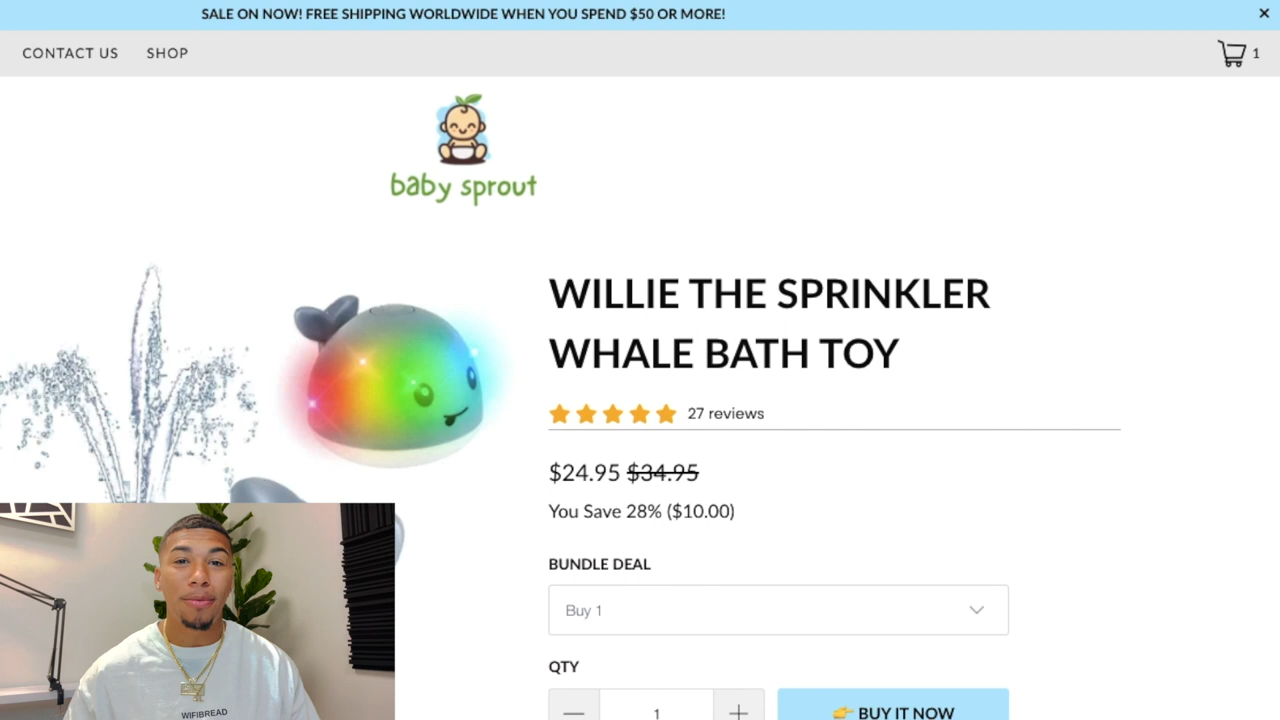 SALE ON NOW! FREE SHIPPING WORLDWIDE WHEN YOU SPEND $50 OR MORE!
CONTACT US
SHOP
1
baby sprout
WILLIE THE SPRINKLER
WHALE BATH TOY
27 reviews
$24.95 $34.95
You Save 28% ($10.00)
BUNDLE DEAL
Buy 1
QTY
1
👉 BUY IT NOW
WIFIBREAD